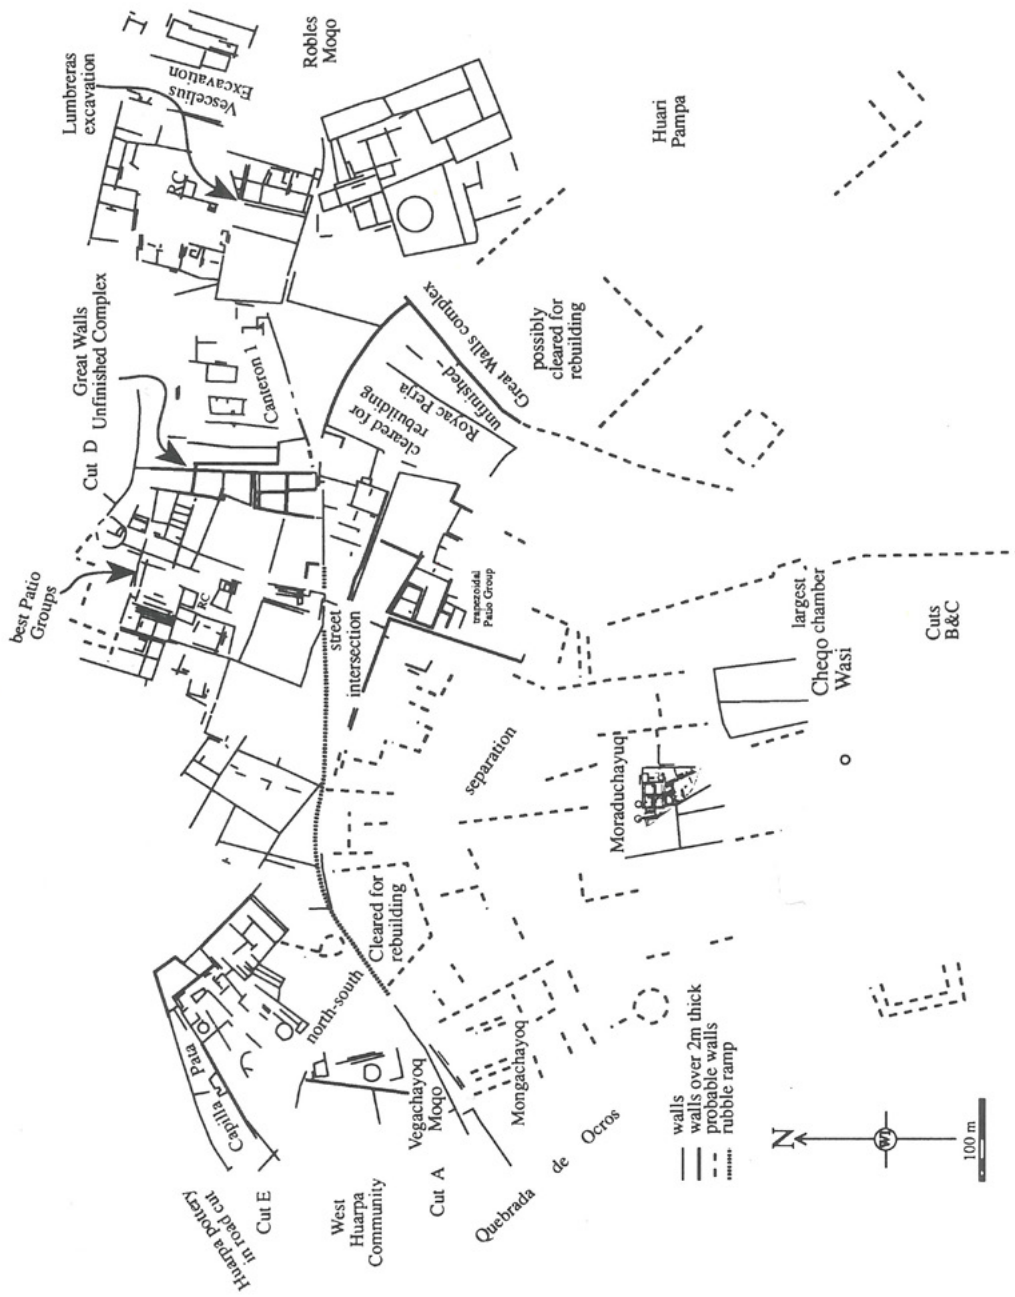 Robles
Moqo
Lumbreras
excavation
Vescelius
Excavation
RC
Huari
Pampa
Great Walls
Unfinished Complex
Canteron 1
Great Walls complex
unfinished
Rovac Perja
cleared for
rebuilding
possibly
cleared for
rebuilding
Cut D
best Patio
Groups
RC
street
intersection
trapezoidal
Patio Group
largest
chamber
Cheqo
Wasi
Cuts
B&C
separation
Moraduchayuq
Cleared for
rebuilding
north-south
Capilla Pata
Vegachayoq
Moqo
Mongachayoq
Huarpa pottery
in road cut
Cut E
West
Huarpa
Community
Cut A
Quebrada de Ocros
walls
walls over 2m thick
probable walls
rubble ramp
N
WI
100 m